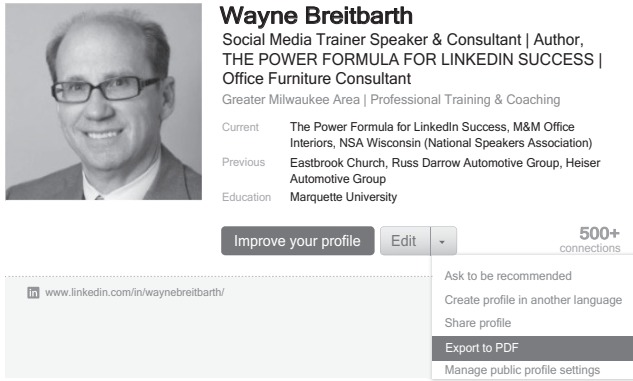 Wayne Breitbarth
Social Media Trainer Speaker & Consultant | Author,
THE POWER FORMULA FOR LINKEDIN SUCCESS |
Office Furniture Consultant
Greater Milwaukee Area | Professional Training & Coaching
Current The Power Formula for LinkedIn Success, M&M Office
Interiors, NSA Wisconsin (National Speakers Association)
Previous Eastbrook Church, Russ Darrow Automotive Group, Heiser
Automotive Group
Education Marquette University
Improve your profile Edit 500+
connections
in www.linkedin.com/in/waynebreitbarth/
Ask to be recommended
Create profile in another language
Share profile
Export to PDF
Manage public profile settings